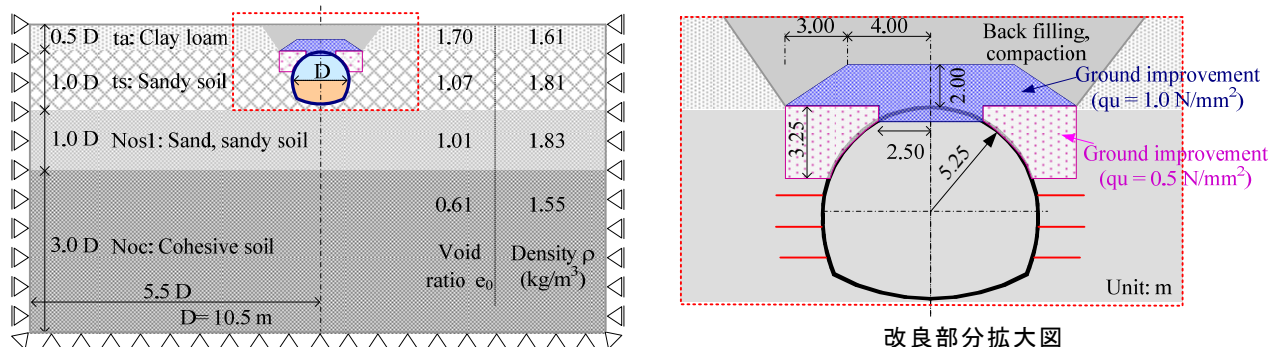 0.5 D ta: Clay loam 1.70 1.61
1.0 D ts: Sandy soil D 1.07 1.81
1.0 D Nos1: Sand, sandy soil 1.01 1.83
0.61 1.55
3.0 D Noc: Cohesive soil
Void ratio e0
Density ρ (kg/m³)
5.5 D
D= 10.5 m
3.00 4.00
Back filling,
compaction
2.00
Ground improvement
(qu = 1.0 N/mm²)
3.25
2.50
5.25
Ground improvement
(qu = 0.5 N/mm²)
Unit: m
改良部分拡大図